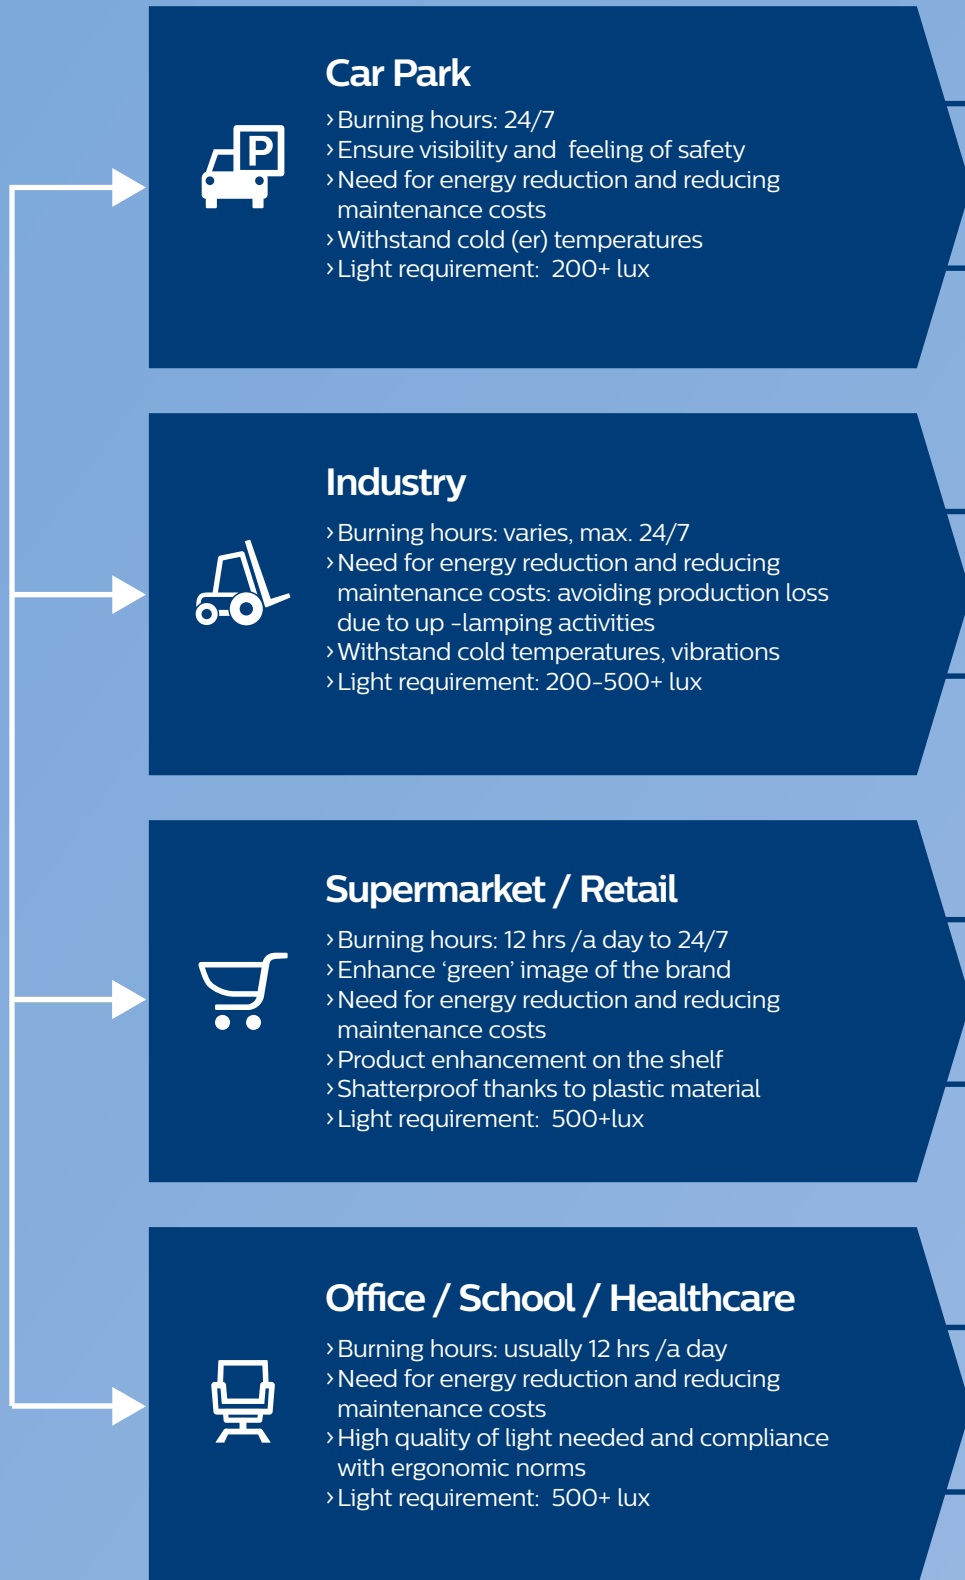 Car Park
P
› Burning hours: 24/7
› Ensure visibility and feeling of safety
› Need for energy reduction and reducing
maintenance costs
› Withstand cold (er) temperatures
› Light requirement: 200+ lux
Industry
› Burning hours: varies, max. 24/7
› Need for energy reduction and reducing
maintenance costs: avoiding production loss
due to up -lamping activities
› Withstand cold temperatures, vibrations
› Light requirement: 200-500+ lux
Supermarket / Retail
› Burning hours: 12 hrs /a day to 24/7
› Enhance ‘green’ image of the brand
› Need for energy reduction and reducing
maintenance costs
› Product enhancement on the shelf
› Shatterproof thanks to plastic material
› Light requirement: 500+lux
Office / School / Healthcare
› Burning hours: usually 12 hrs /a day
› Need for energy reduction and reducing
maintenance costs
› High quality of light needed and compliance
with ergonomic norms
› Light requirement: 500+ lux